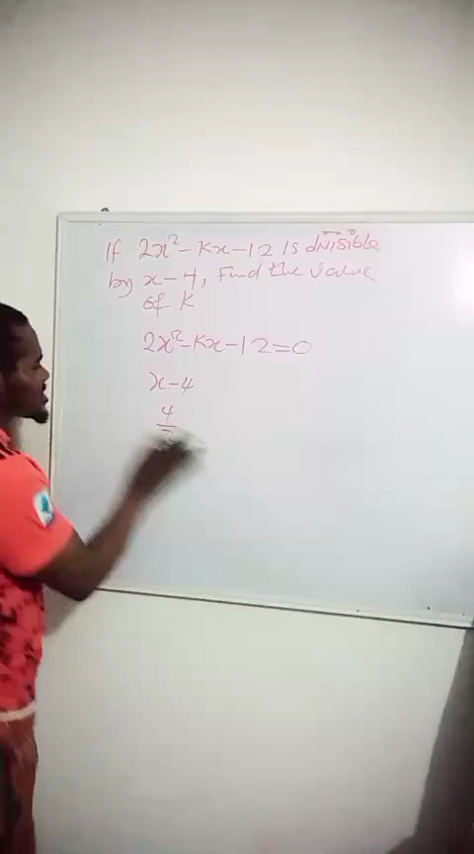 If 2x² - Kx - 12 is divisible
by x - 4, Find the value
of K.
2x² - Kx - 12 = 0
x - 4
4